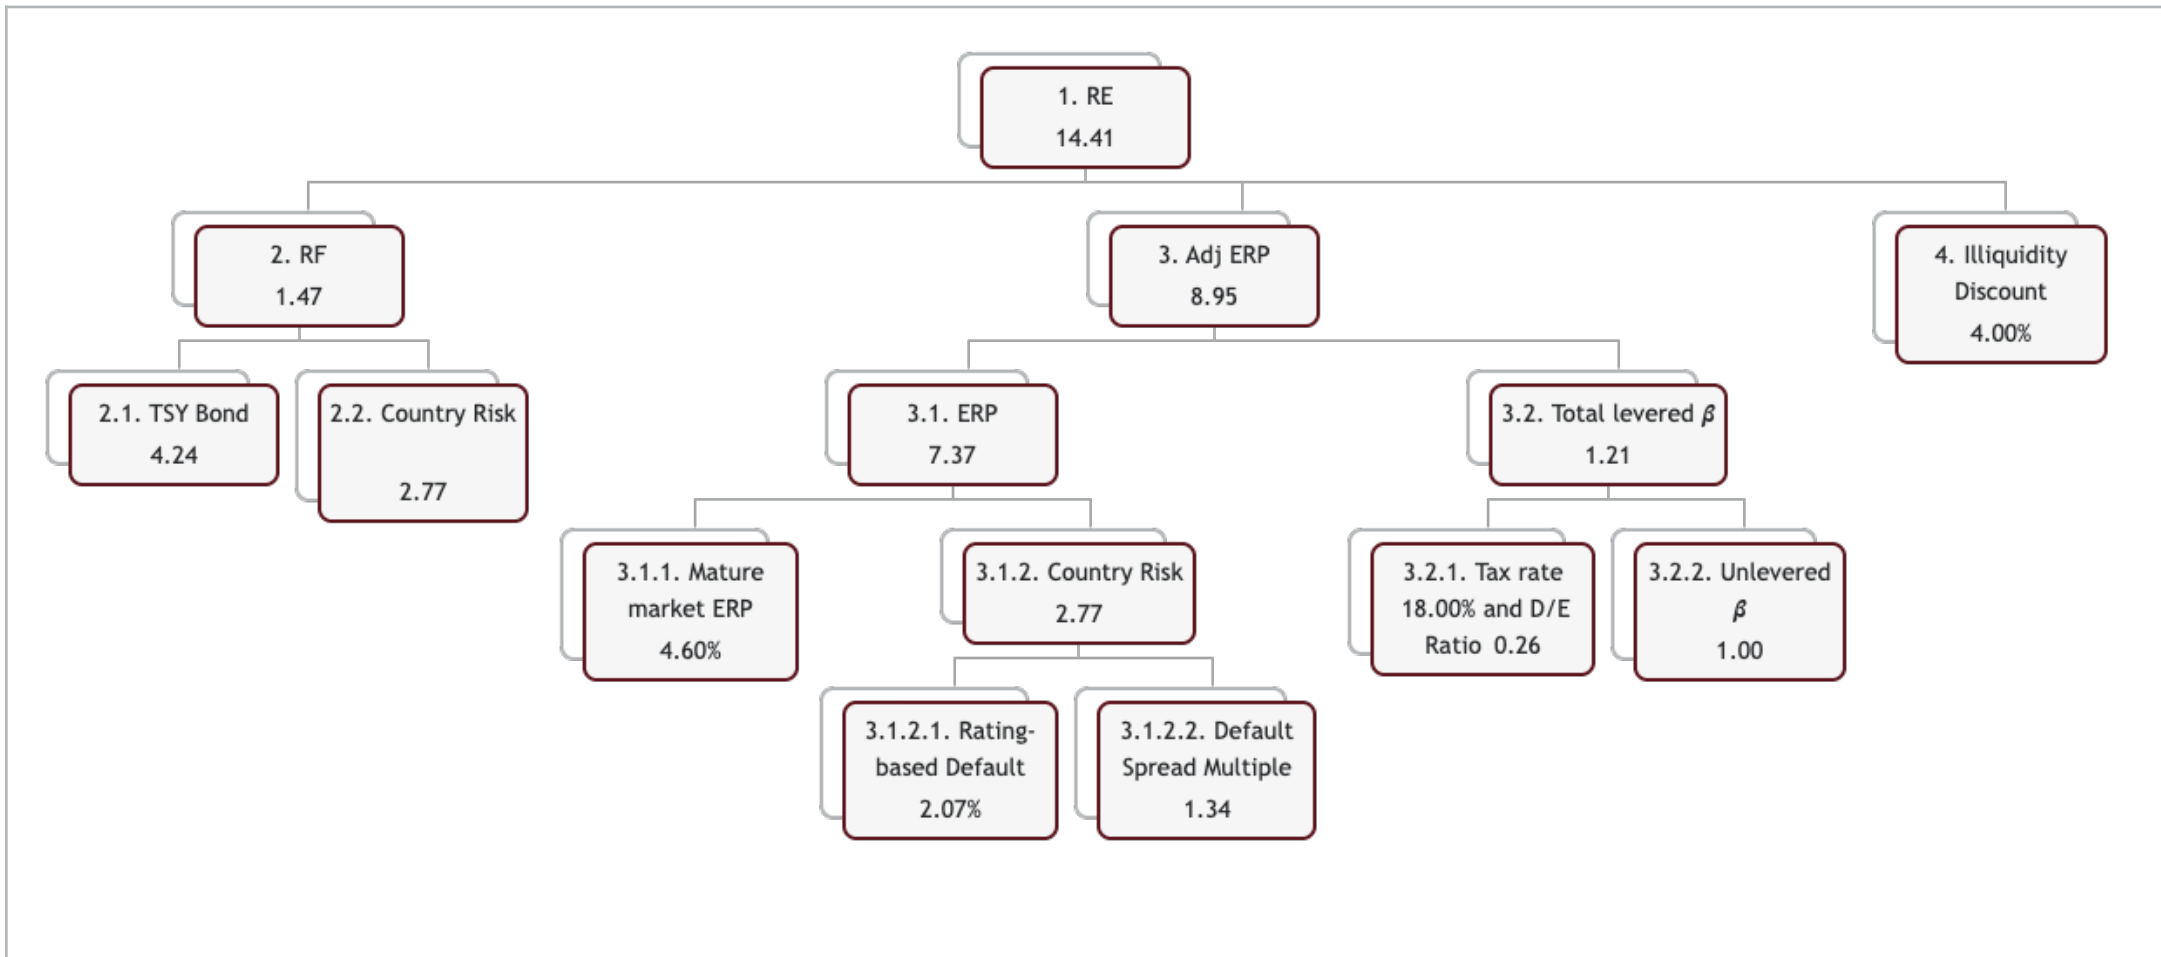 1. RE
14.41
2. RF
1.47
3. Adj ERP
8.95
4. Illiquidity
Discount
4.00%
2.1. TSY Bond
4.24
2.2. Country Risk
2.77
3.1. ERP
7.37
3.2. Total levered β
1.21
3.1.1. Mature
market ERP
4.60%
3.1.2. Country Risk
2.77
3.2.1. Tax rate
18.00% and D/E
Ratio 0.26
3.2.2. Unlevered
β
1.00
3.1.2.1. Rating-
based Default
2.07%
3.1.2.2. Default
Spread Multiple
1.34